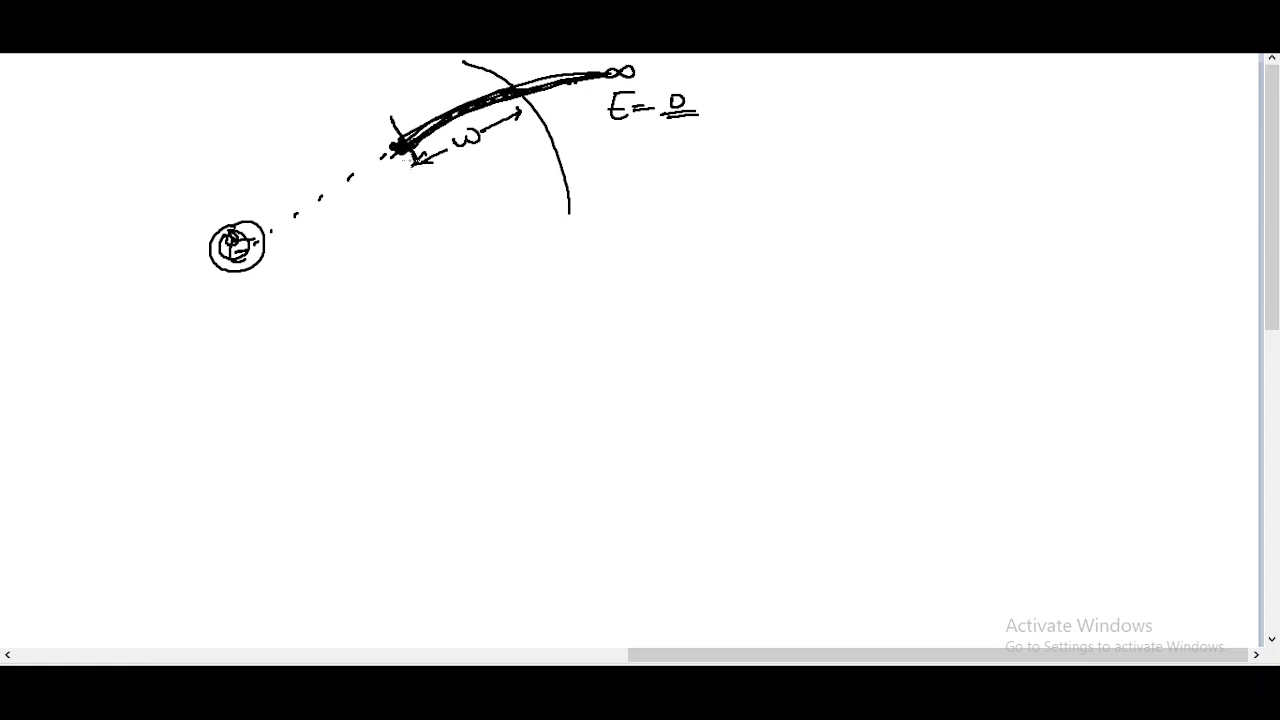 ∞
E = 0
ω
Activate Windows
Go to Settings to activate Windows.